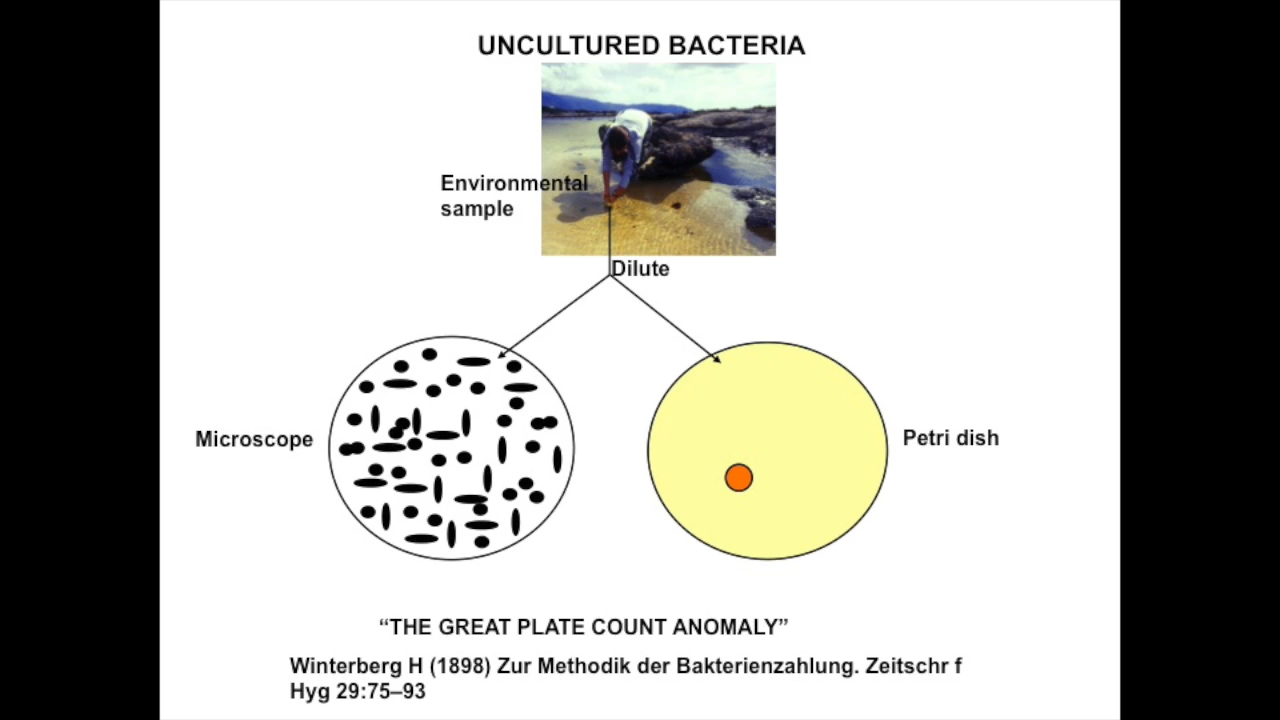 UNCULTURED BACTERIA
Environmental
sample
Dilute
Microscope
Petri dish
“THE GREAT PLATE COUNT ANOMALY”
Winterberg H (1898) Zur Methodik der Bakterienzahlung. Zeitschr f
Hyg 29:75–93